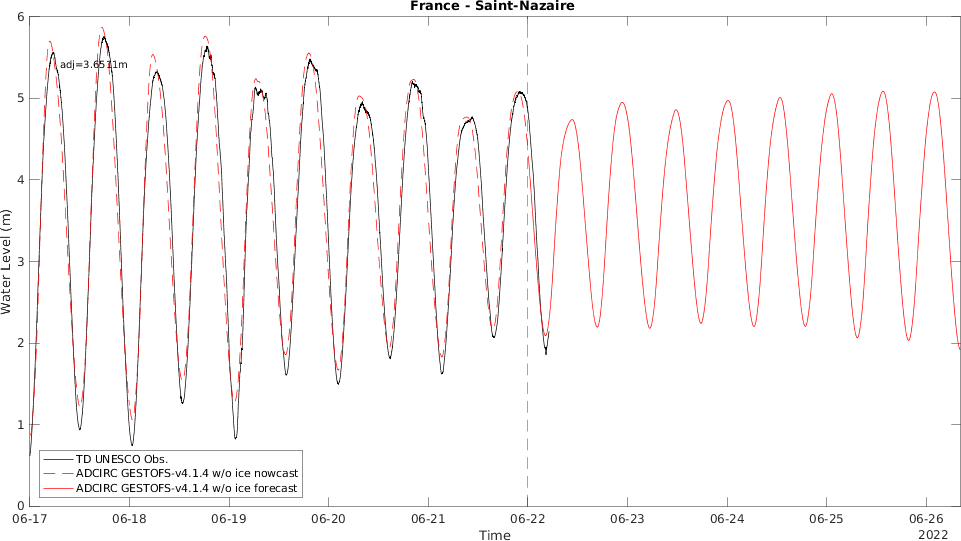 France - Saint-Nazaire
6
adj=3.6511m
5
4
3
2
1
0
Water Level (m)
TD UNESCO Obs.
ADCIRC GESTOFS-v4.1.4 w/o ice nowcast
ADCIRC GESTOFS-v4.1.4 w/o ice forecast
06-17 06-18 06-19 06-20 06-21 06-22 06-23 06-24 06-25 06-26
Time
2022